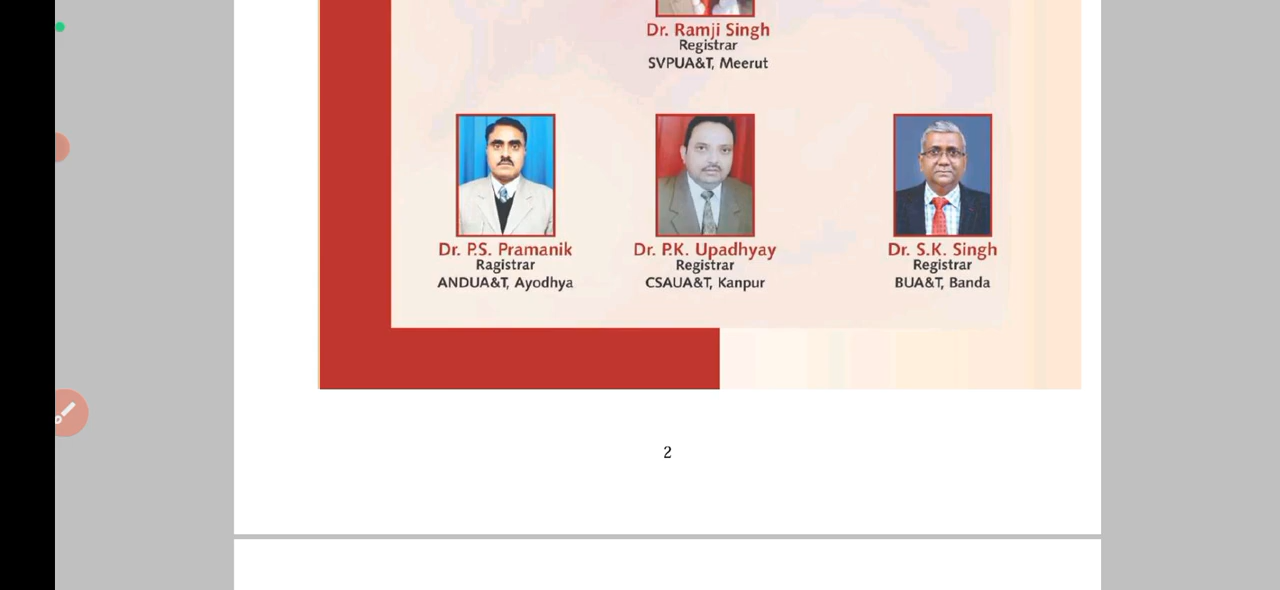 Dr. Ramji Singh
Registrar
SVPUA&T, Meerut
Dr. P.S. Pramanik
Ragistrar
ANDUA&T, Ayodhya
Dr. P.K. Upadhyay
Registrar
CSAUA&T, Kanpur
Dr. S.K. Singh
Registrar
BUA&T, Banda
2